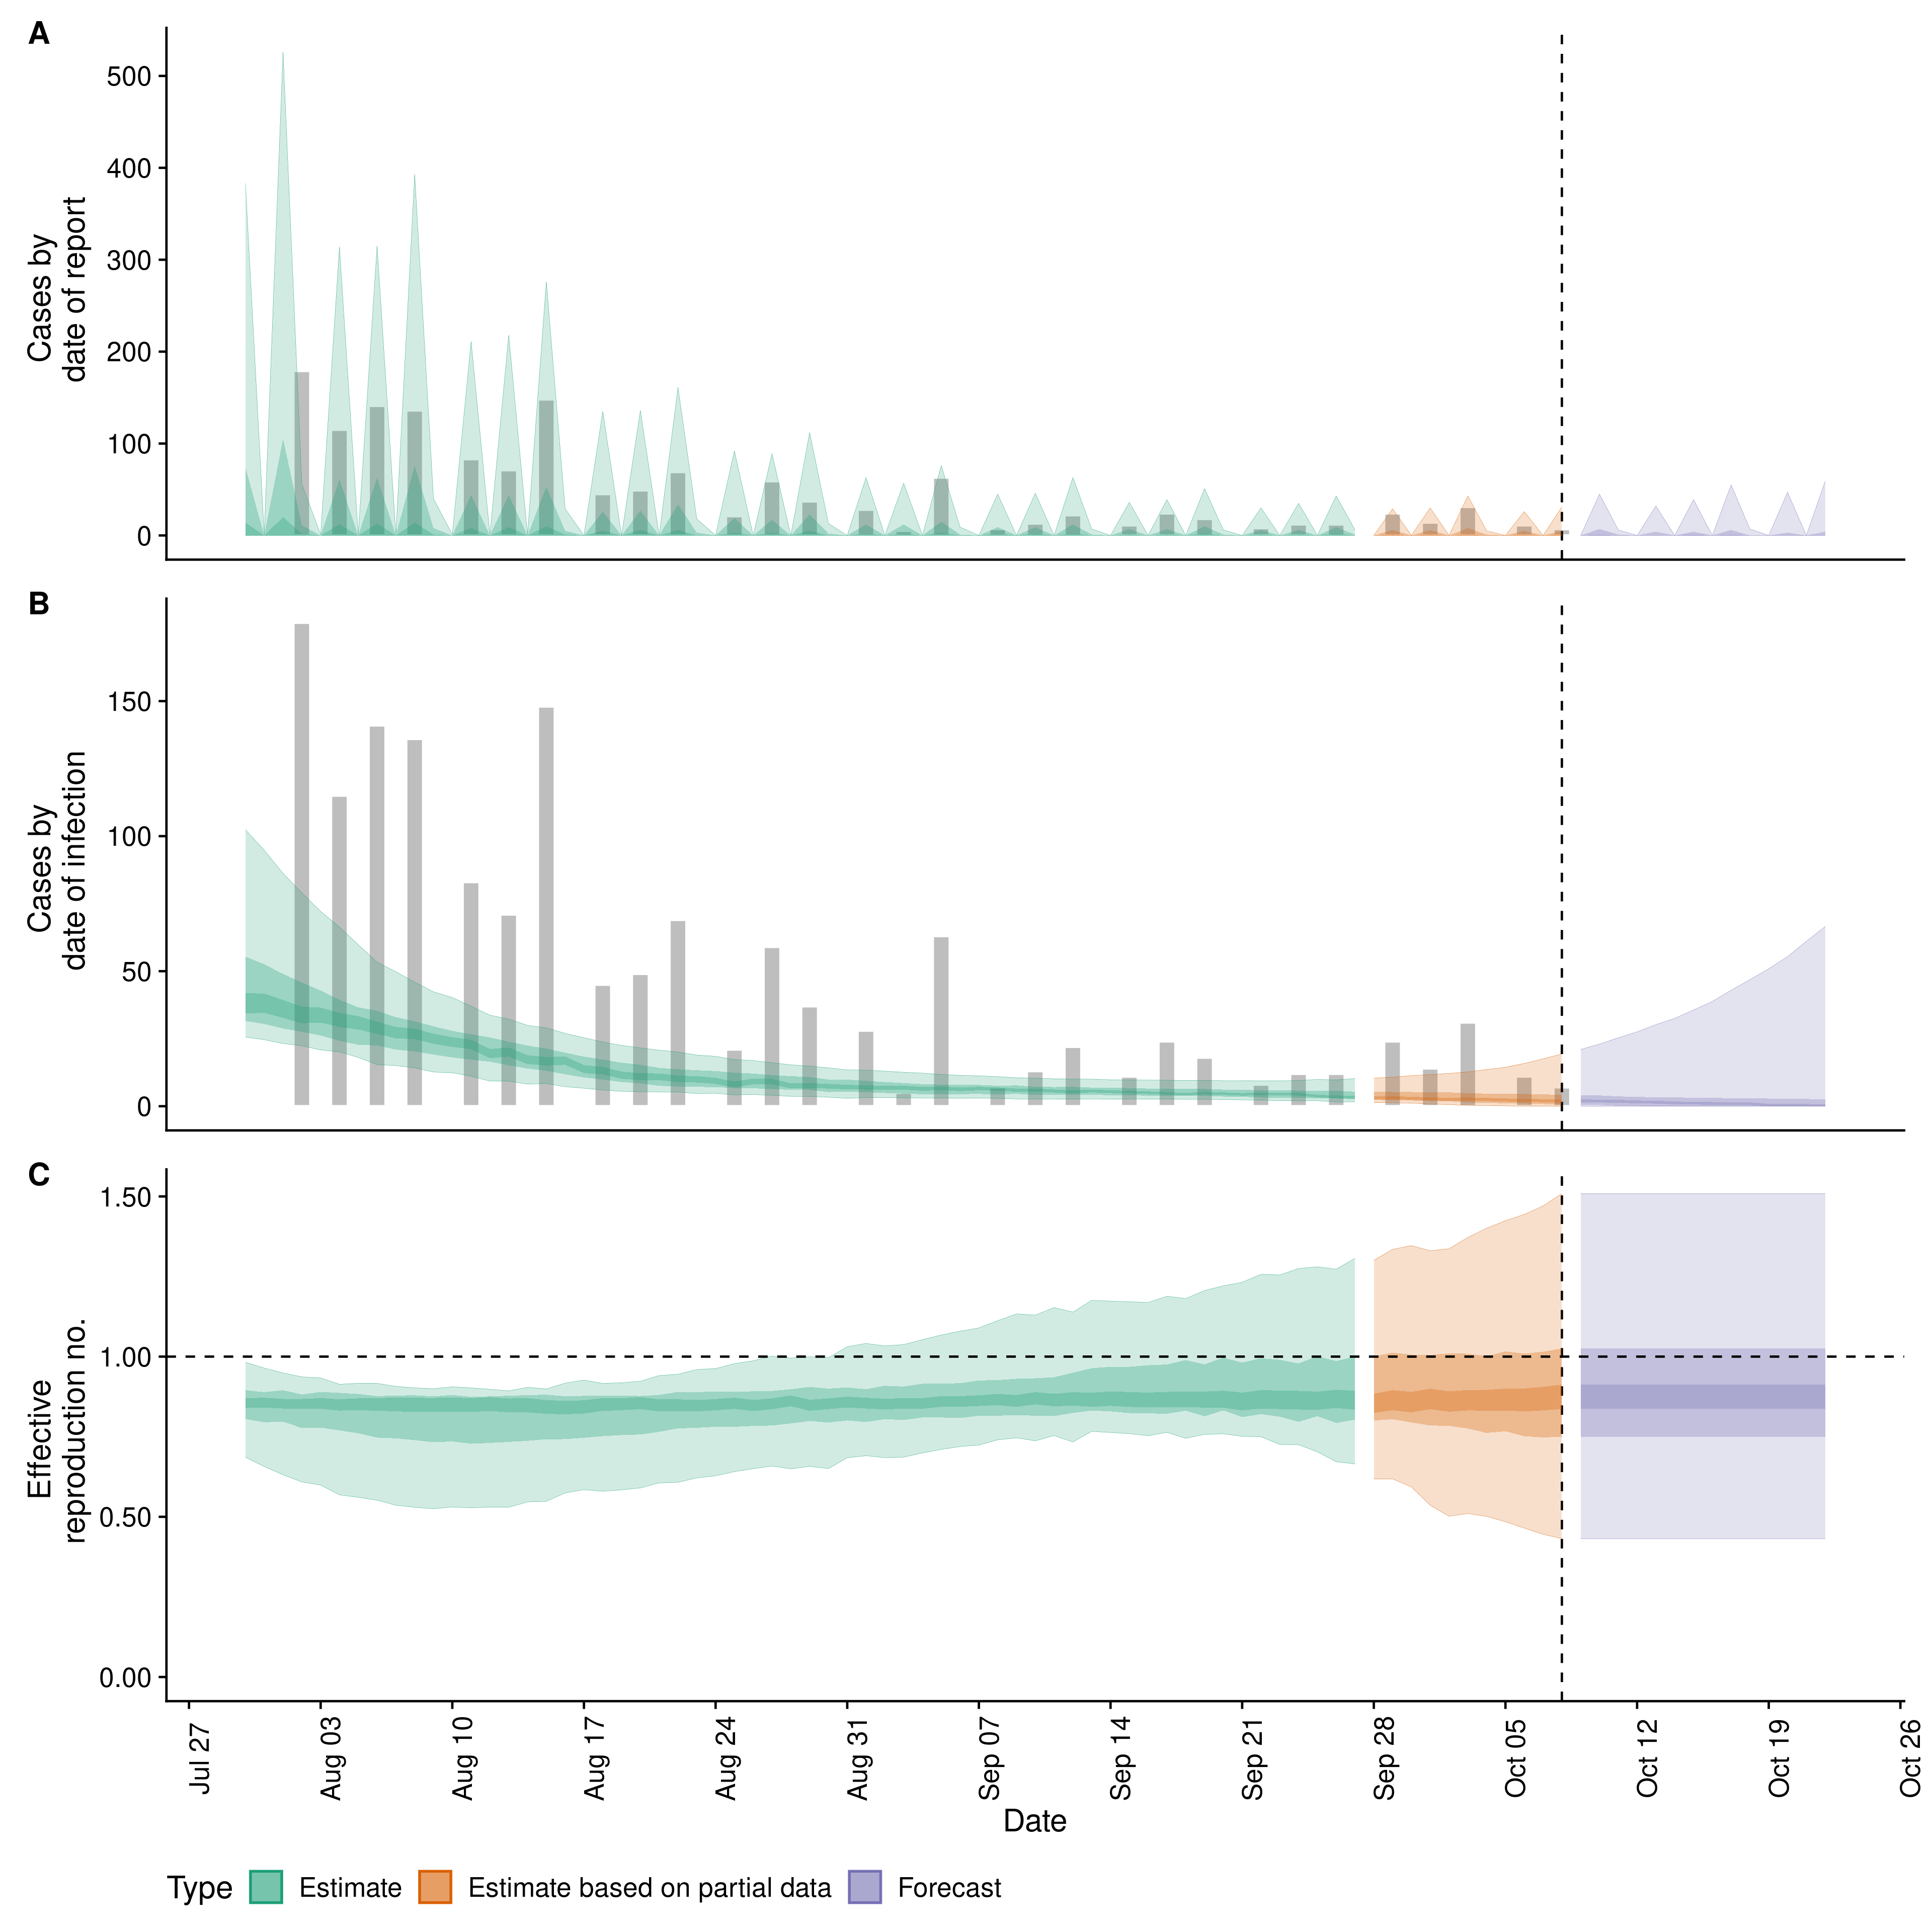 A
500
400
300
200
100
0
Cases by
date of report
B
150
100
50
0
Cases by
date of infection
C
1.50
1.00
0.50
0.00
Effective
reproduction no.
Jul 27
Aug 03
Aug 10
Aug 17
Aug 24
Aug 31
Sep 07
Sep 14
Sep 21
Sep 28
Oct 05
Oct 12
Oct 19
Oct 26
Date
Type Estimate Estimate based on partial data Forecast